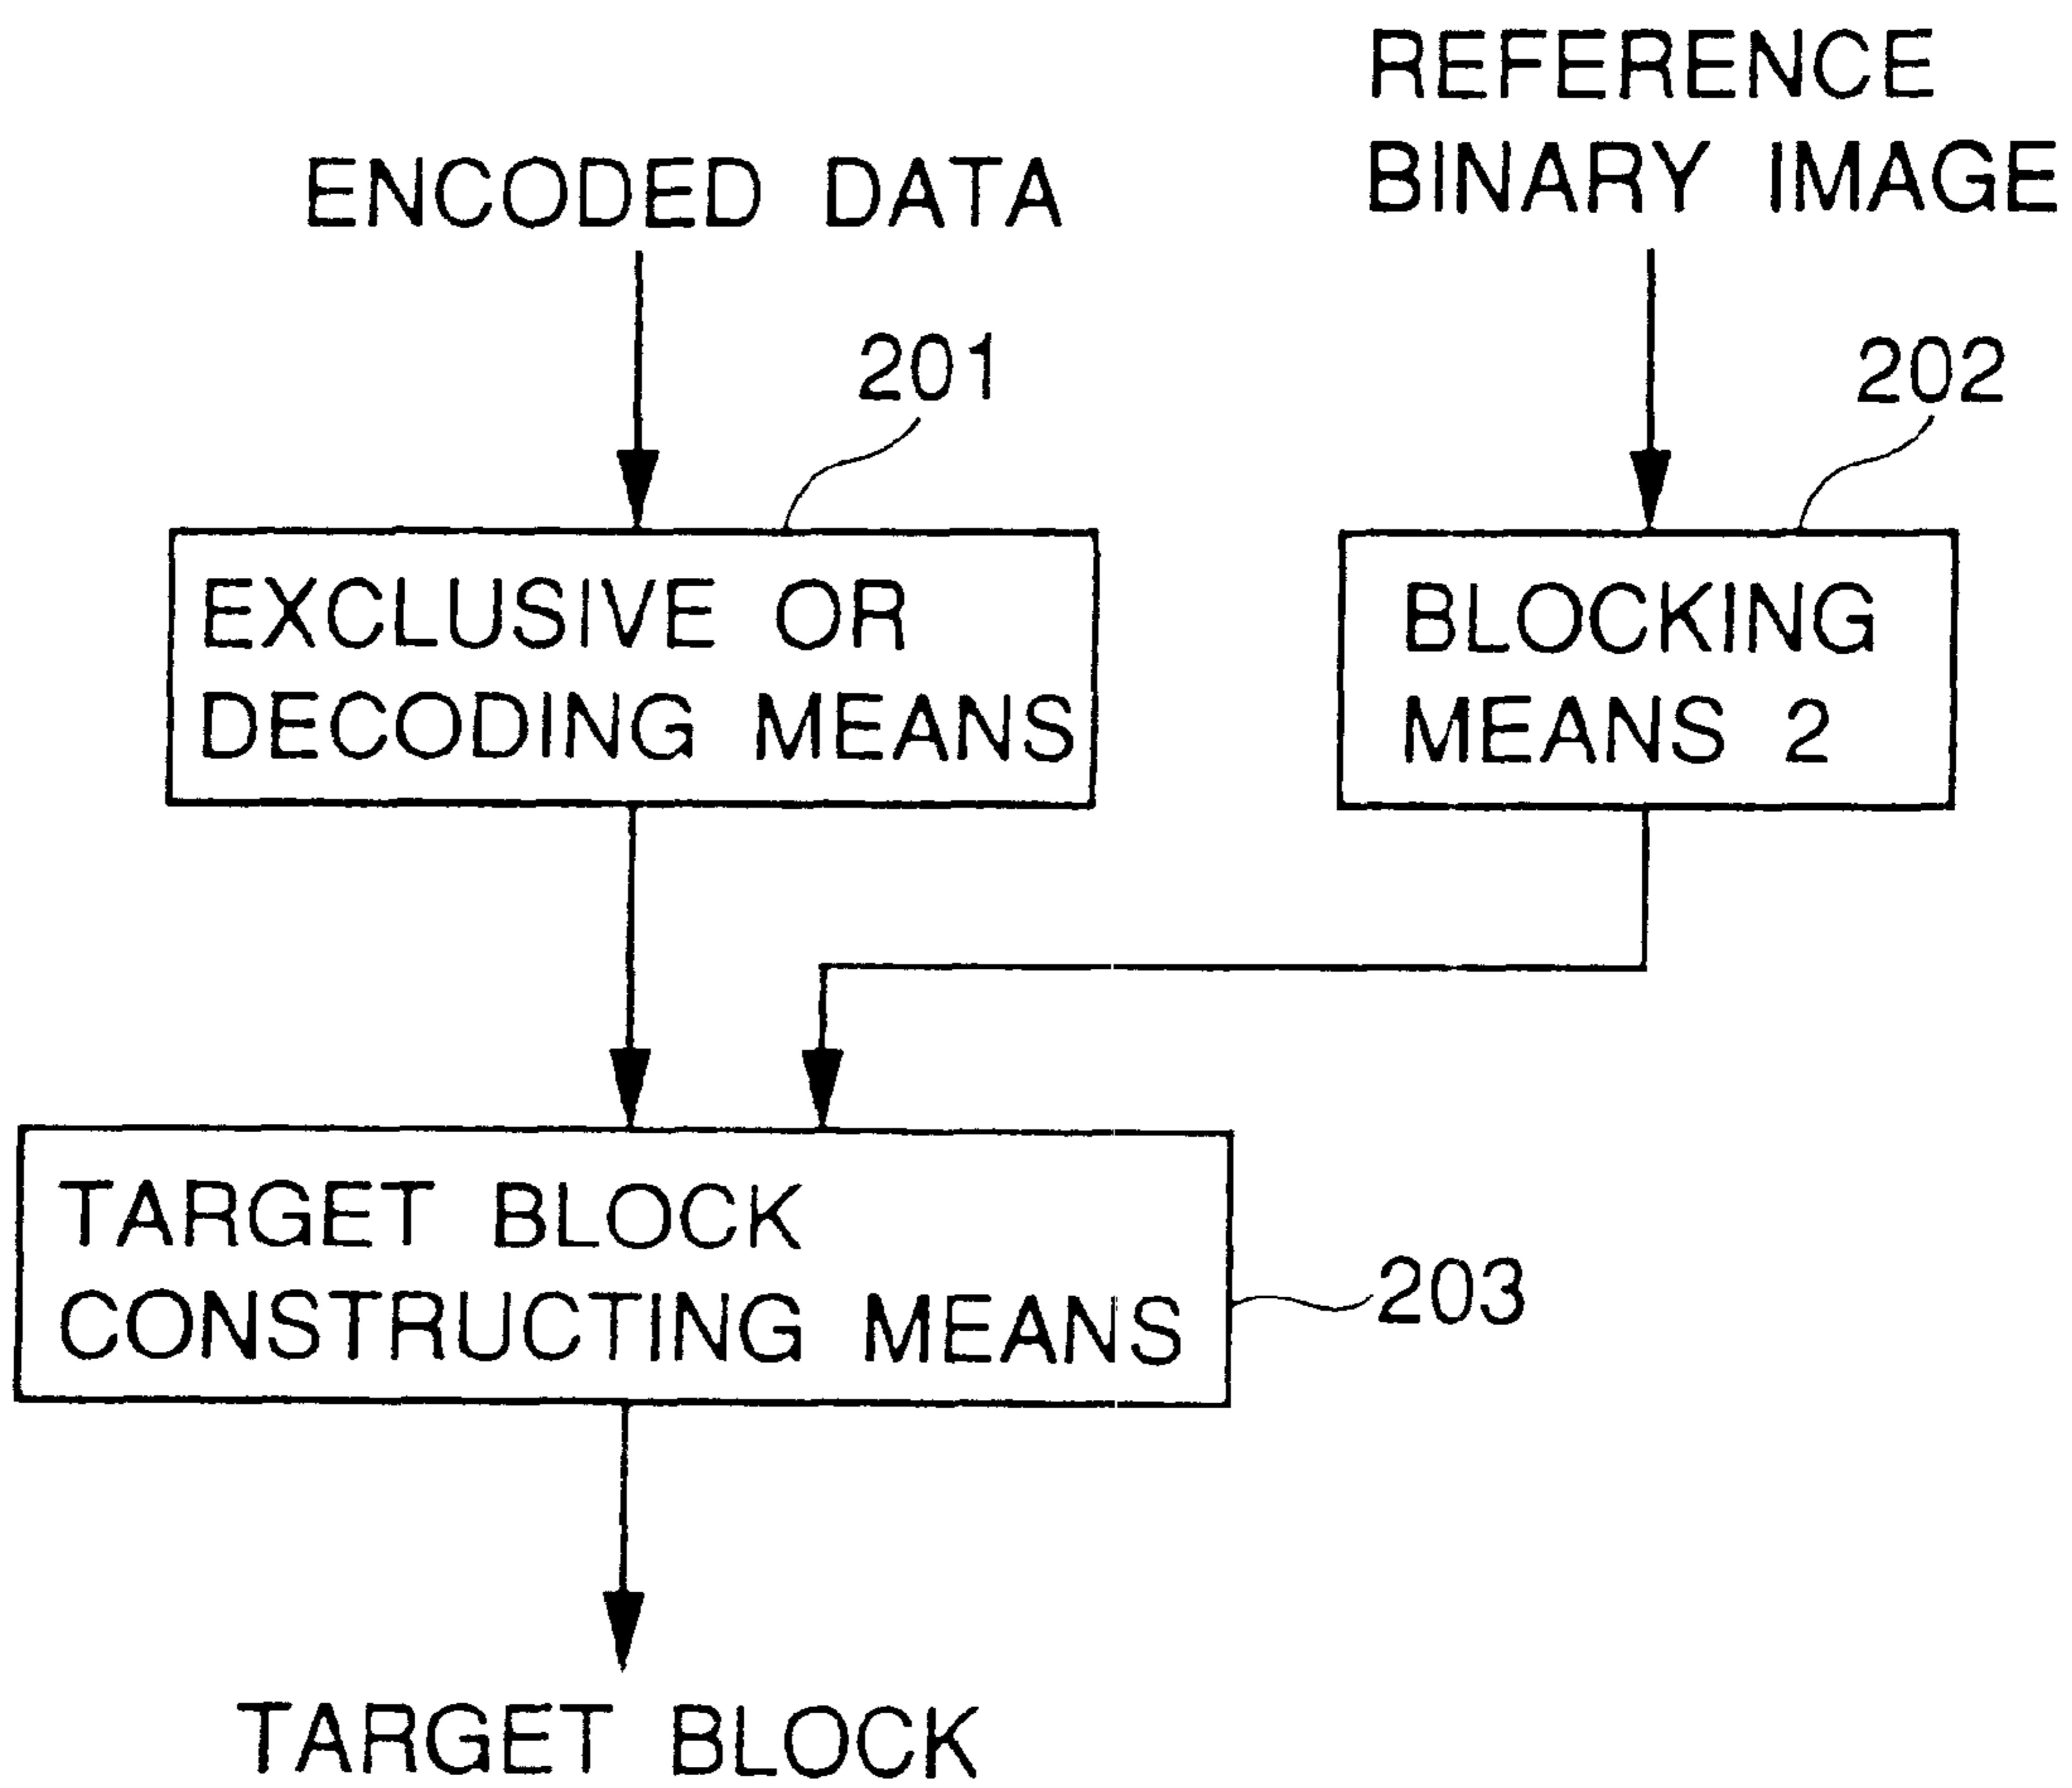 REFERENCE
BINARY IMAGE
ENCODED DATA
201
202
EXCLUSIVE OR
DECODING MEANS
BLOCKING
MEANS 2
TARGET BLOCK
CONSTRUCTING MEANS
203
TARGET BLOCK